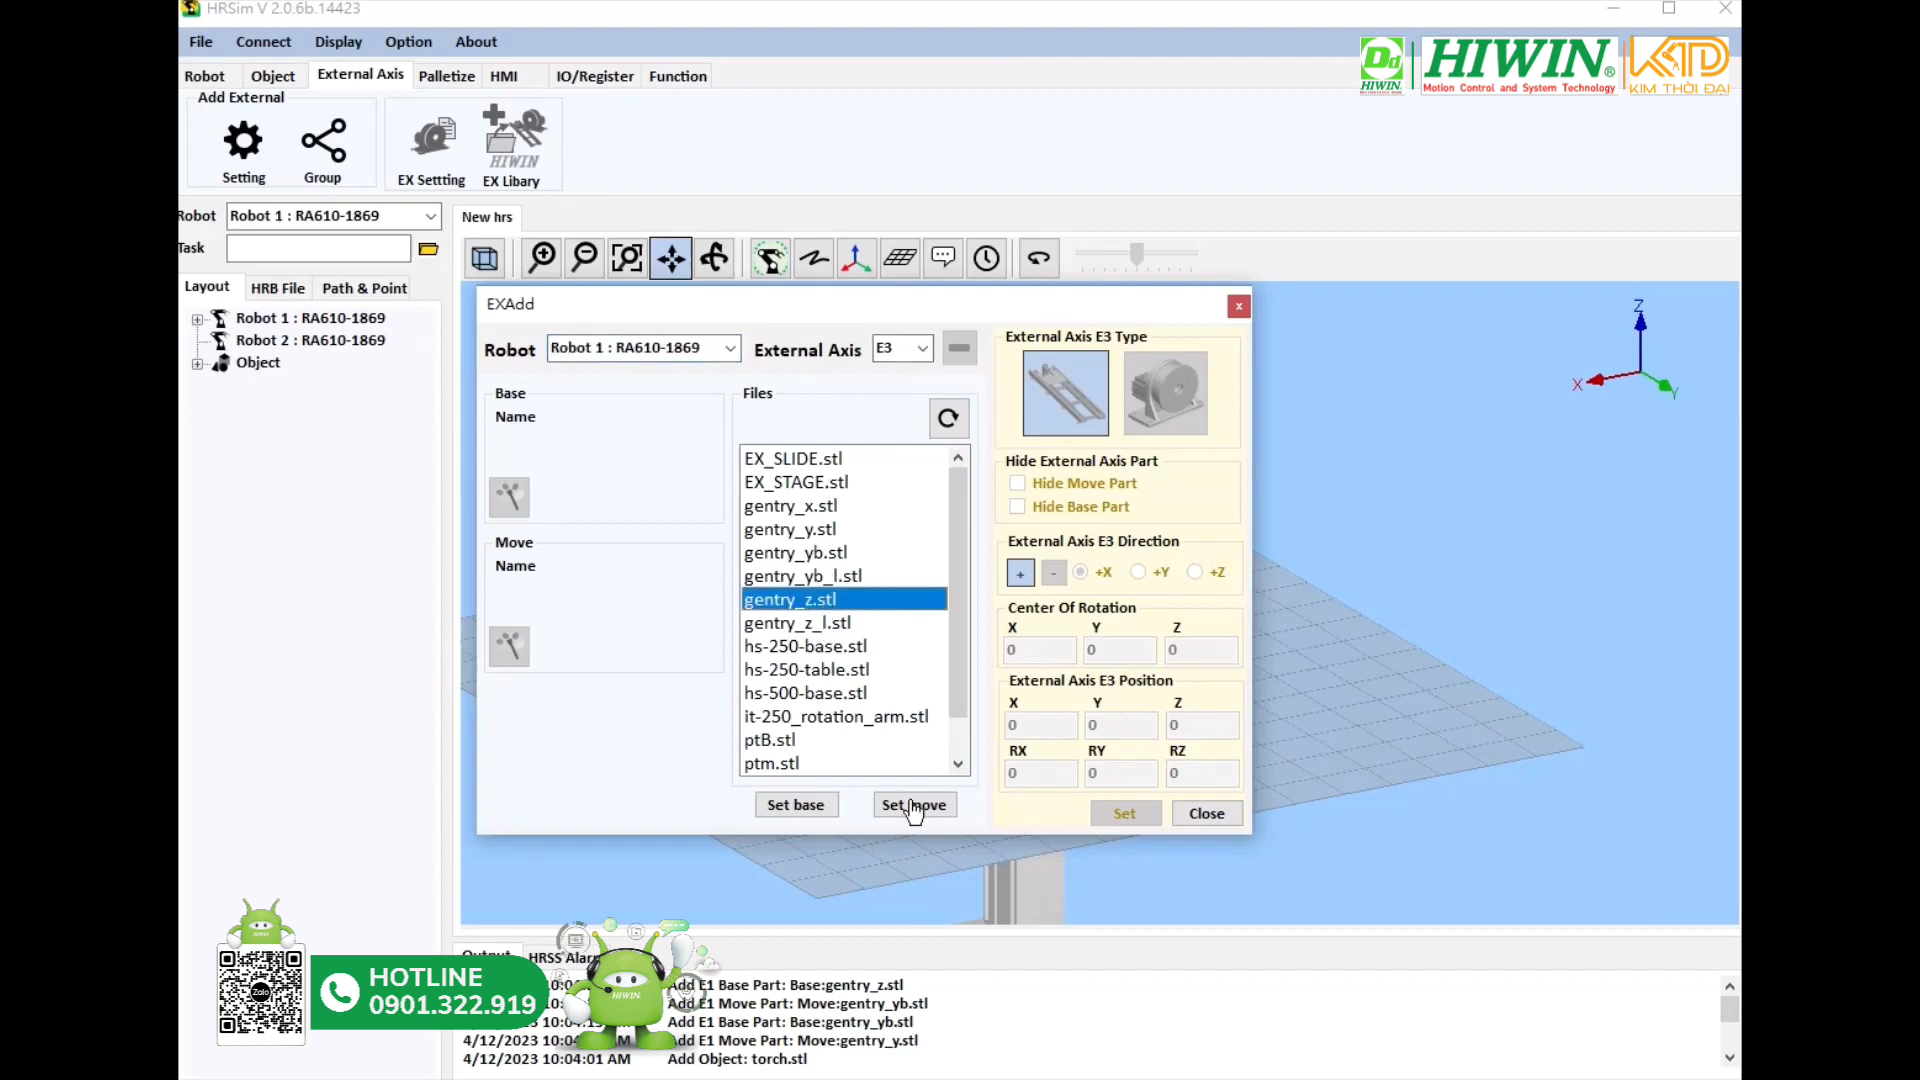 HRSim V 2.0.6b.14423
File Connect Display Option About
Robot Object External Axis Palletize HMI IO/Register Function
Add External
Setting Group
HIWIN
EX Settting EX Libary
HIWIN.
HIWIN®
Motion Control and System Technology
KTD
KIM THỜI ĐẠI
Robot Robot 1 : RA610-1869
Task
New hrs
Layout HRB File Path & Point
Robot 1 : RA610-1869
Robot 2 : RA610-1869
Object
Z
X
Y
EXAdd
x
Robot Robot 1 : RA610-1869 External Axis E3
Base
Name
Move
Name
Files
EX_SLIDE.stl
EX_STAGE.stl
gentry_x.stl
gentry_y.stl
gentry_yb.stl
gentry_yb_l.stl
gentry_z.stl
gentry_z_l.stl
hs-250-base.stl
hs-250-table.stl
hs-500-base.stl
it-250_rotation_arm.stl
ptB.stl
ptm.stl
Set base Set move
External Axis E3 Type
Hide External Axis Part
Hide Move Part
Hide Base Part
External Axis E3 Direction
+ - +X +Y +Z
Center Of Rotation
X Y Z
0 0 0
External Axis E3 Position
X Y Z
0 0 0
RX RY RZ
0 0 0
Set Close
HRSS Alar
Add E1 Base Part: Base:gentry_z.stl
Add E1 Move Part: Move:gentry_yb.stl
Add E1 Base Part: Base:gentry_yb.stl
4/12/2023 Add E1 Move Part: Move:gentry_y.stl
4/12/2023 10:04:01 AM Add Object: torch.stl
Zalo
HOTLINE
0901.322.919
HIWIN.